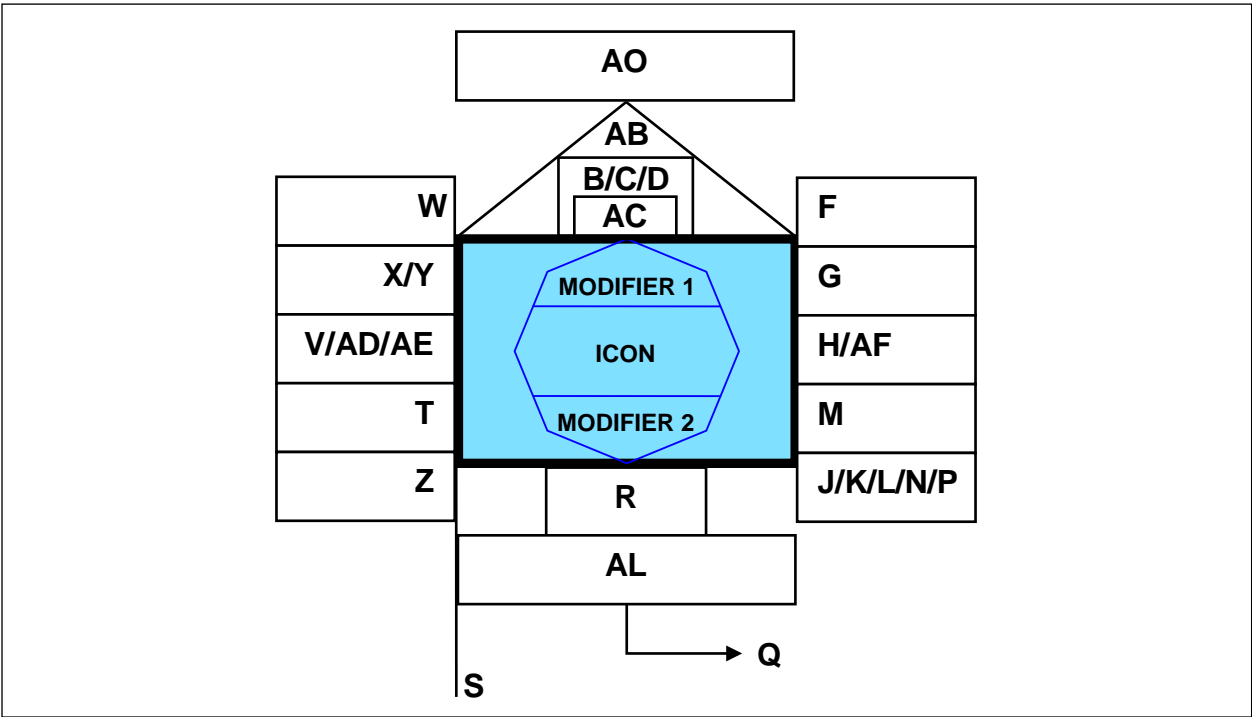 AO
AB
B/C/D
AC
W
F
X/Y
G
MODIFIER 1
V/AD/AE
ICON
H/AF
T
MODIFIER 2
M
Z
R
J/K/L/N/P
AL
Q
S